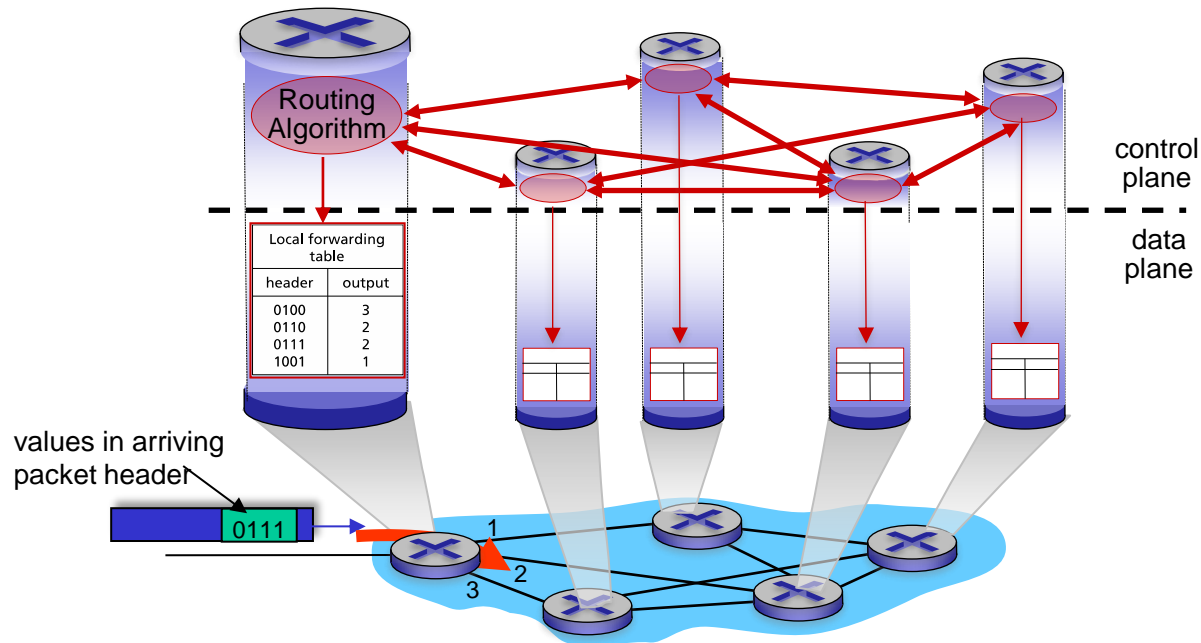 Routing
Algorithm
control
plane
data
plane
Local forwarding
table
header output
0100 3
0110 2
0111 2
1001 1
values in arriving
packet header
0111
1
2
3